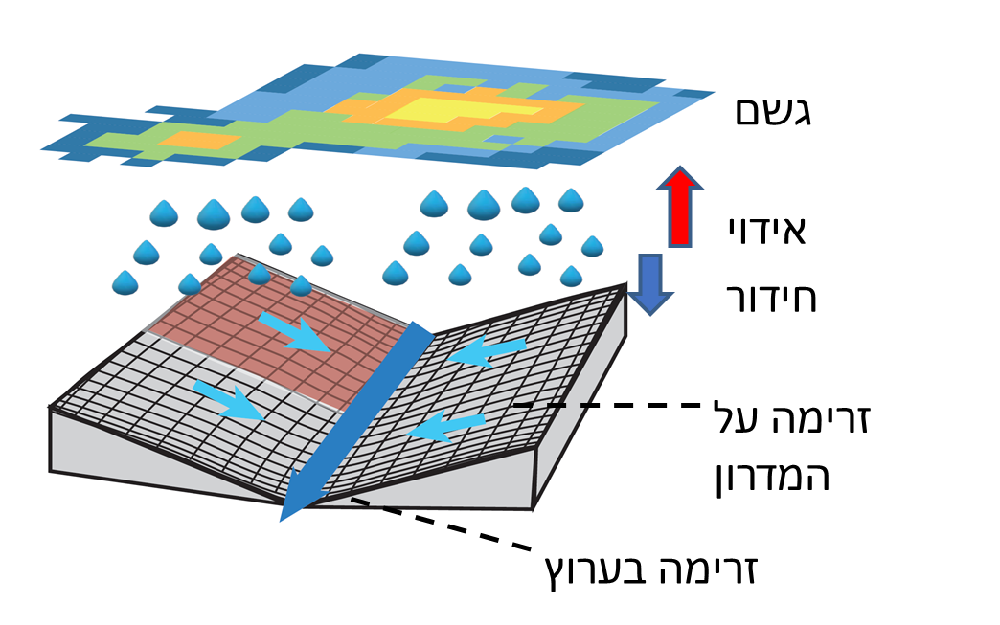 גשם
אידוי
חידור
זרימה על
המדרון
זרימה בערוץ